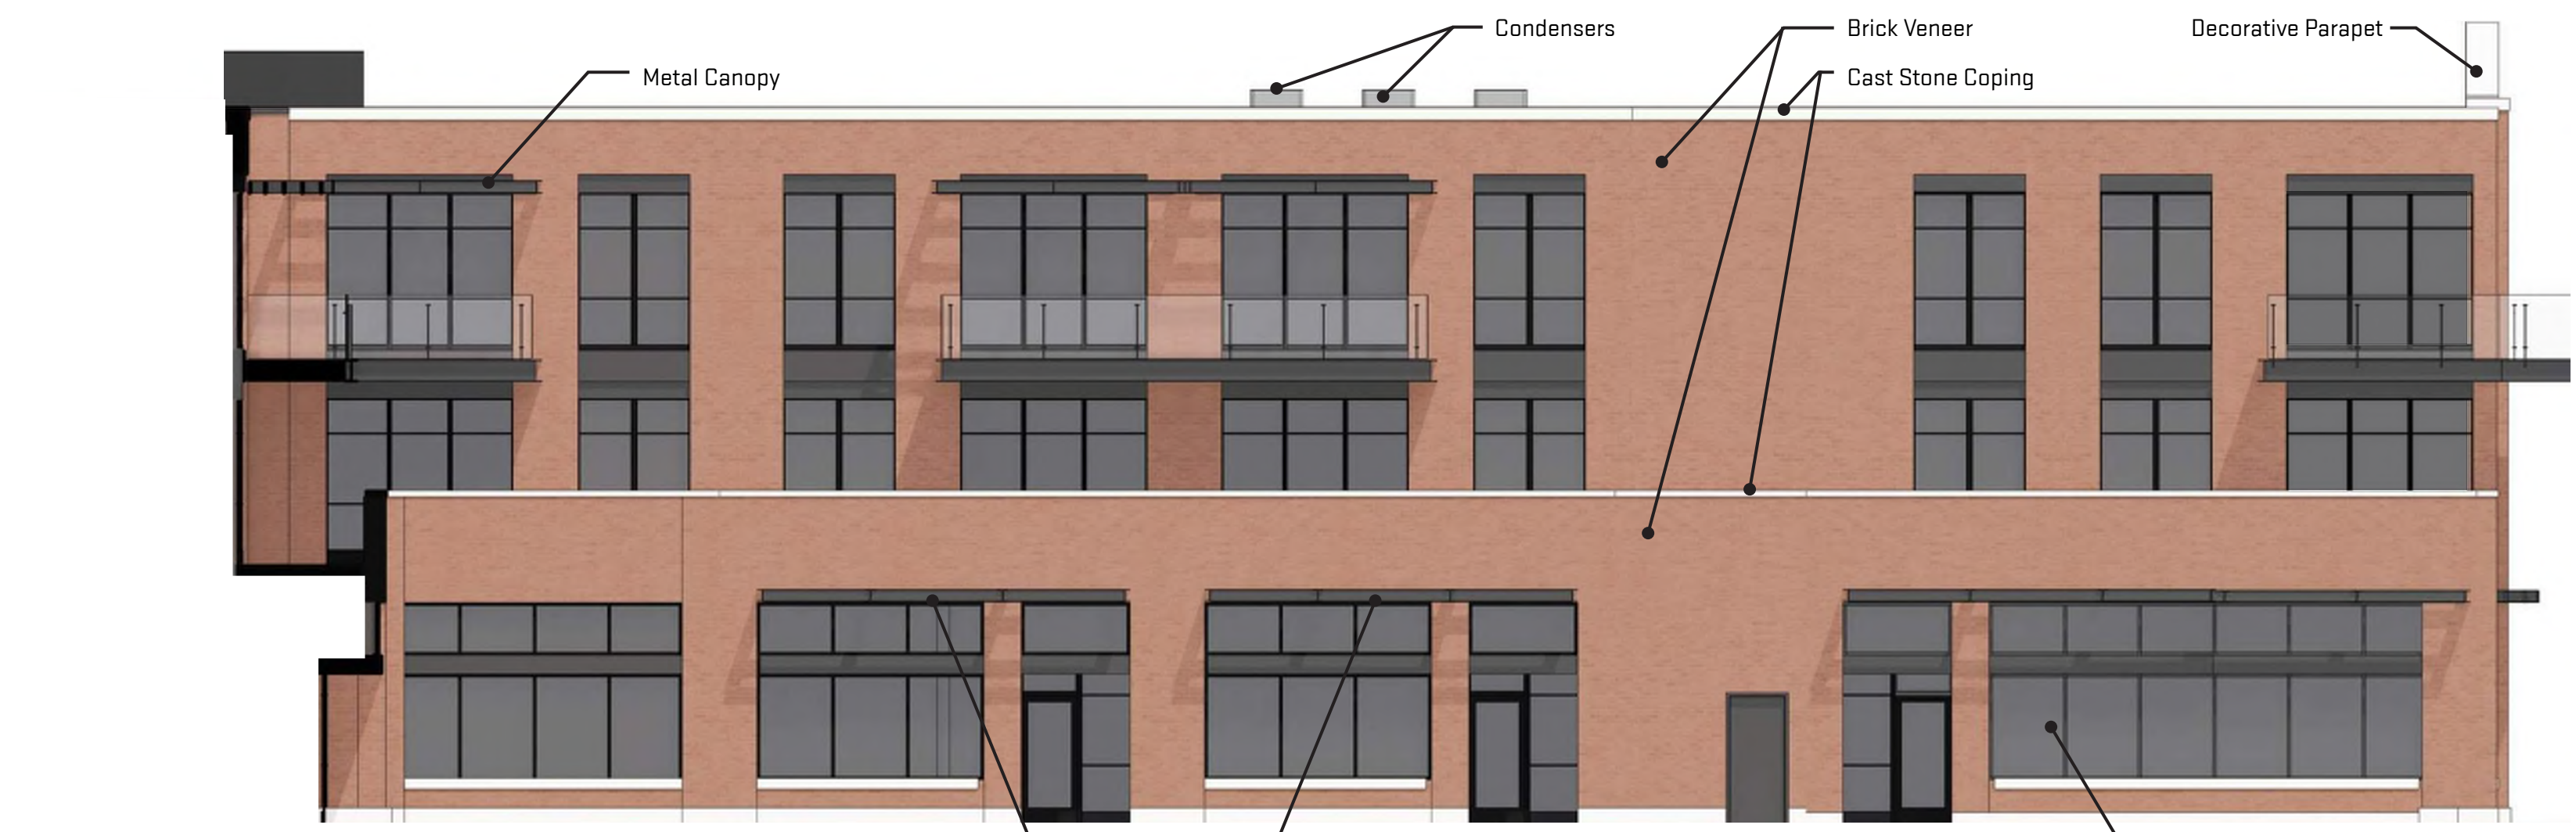 Condensers
Brick Veneer
Decorative Parapet
Metal Canopy
Cast Stone Coping